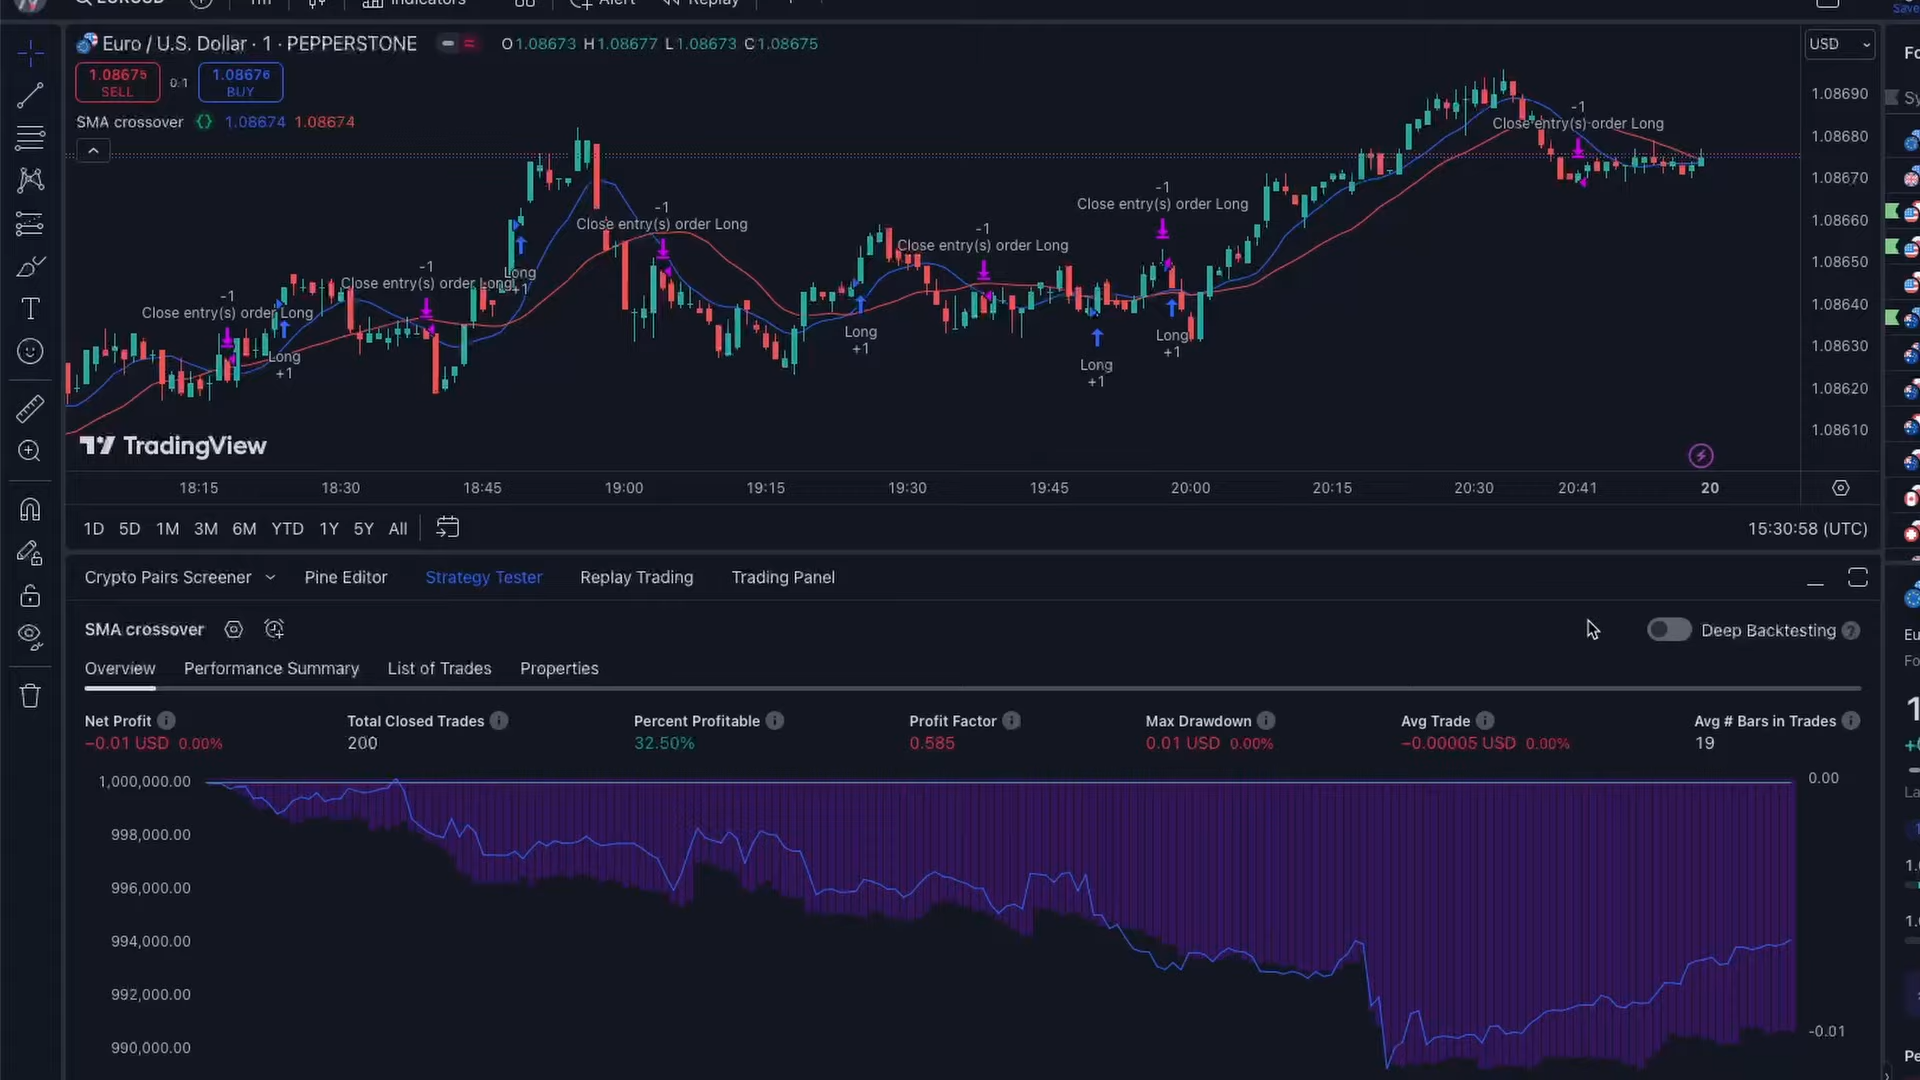 EURUSD
1m
Indicators
Alert
Replay
Save
Euro / U.S. Dollar · 1 · PEPPERSTONE
O1.08673 H1.08677 L1.08673 C1.08675
USD
1.08675
SELL
0.1
1.08676
BUY
SMA crossover 1.08674 1.08674
-1
Close entry(s) order Long
Long
+1
-1
Close entry(s) order Long
Long
+1
-1
Close entry(s) order Long
Long
+1
-1
Close entry(s) order Long
Long
+1
-1
Close entry(s) order Long
Long
+1
-1
Close entry(s) order Long
1.08690
1.08680
1.08670
1.08660
1.08650
1.08640
1.08630
1.08620
1.08610
TradingView
18:15 18:30 18:45 19:00 19:15 19:30 19:45 20:00 20:15 20:30 20:41 20
1D 5D 1M 3M 6M YTD 1Y 5Y All
15:30:58 (UTC)
Crypto Pairs Screener Pine Editor Strategy Tester Replay Trading Trading Panel
SMA crossover
Deep Backtesting
Overview Performance Summary List of Trades Properties
Net Profit
−0.01 USD 0.00%
Total Closed Trades
200
Percent Profitable
32.50%
Profit Factor
0.585
Max Drawdown
0.01 USD 0.00%
Avg Trade
−0.00005 USD 0.00%
Avg # Bars in Trades
19
1,000,000.00
998,000.00
996,000.00
994,000.00
992,000.00
990,000.00
0.00
-0.01